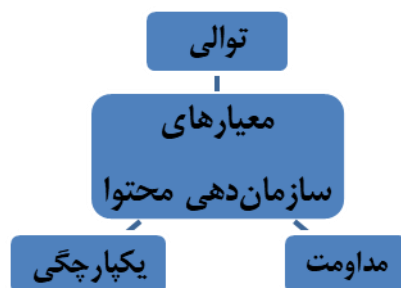 توالی
معیارهای
سازمان‌دهی محتوا
مداومت
یکپارچگی